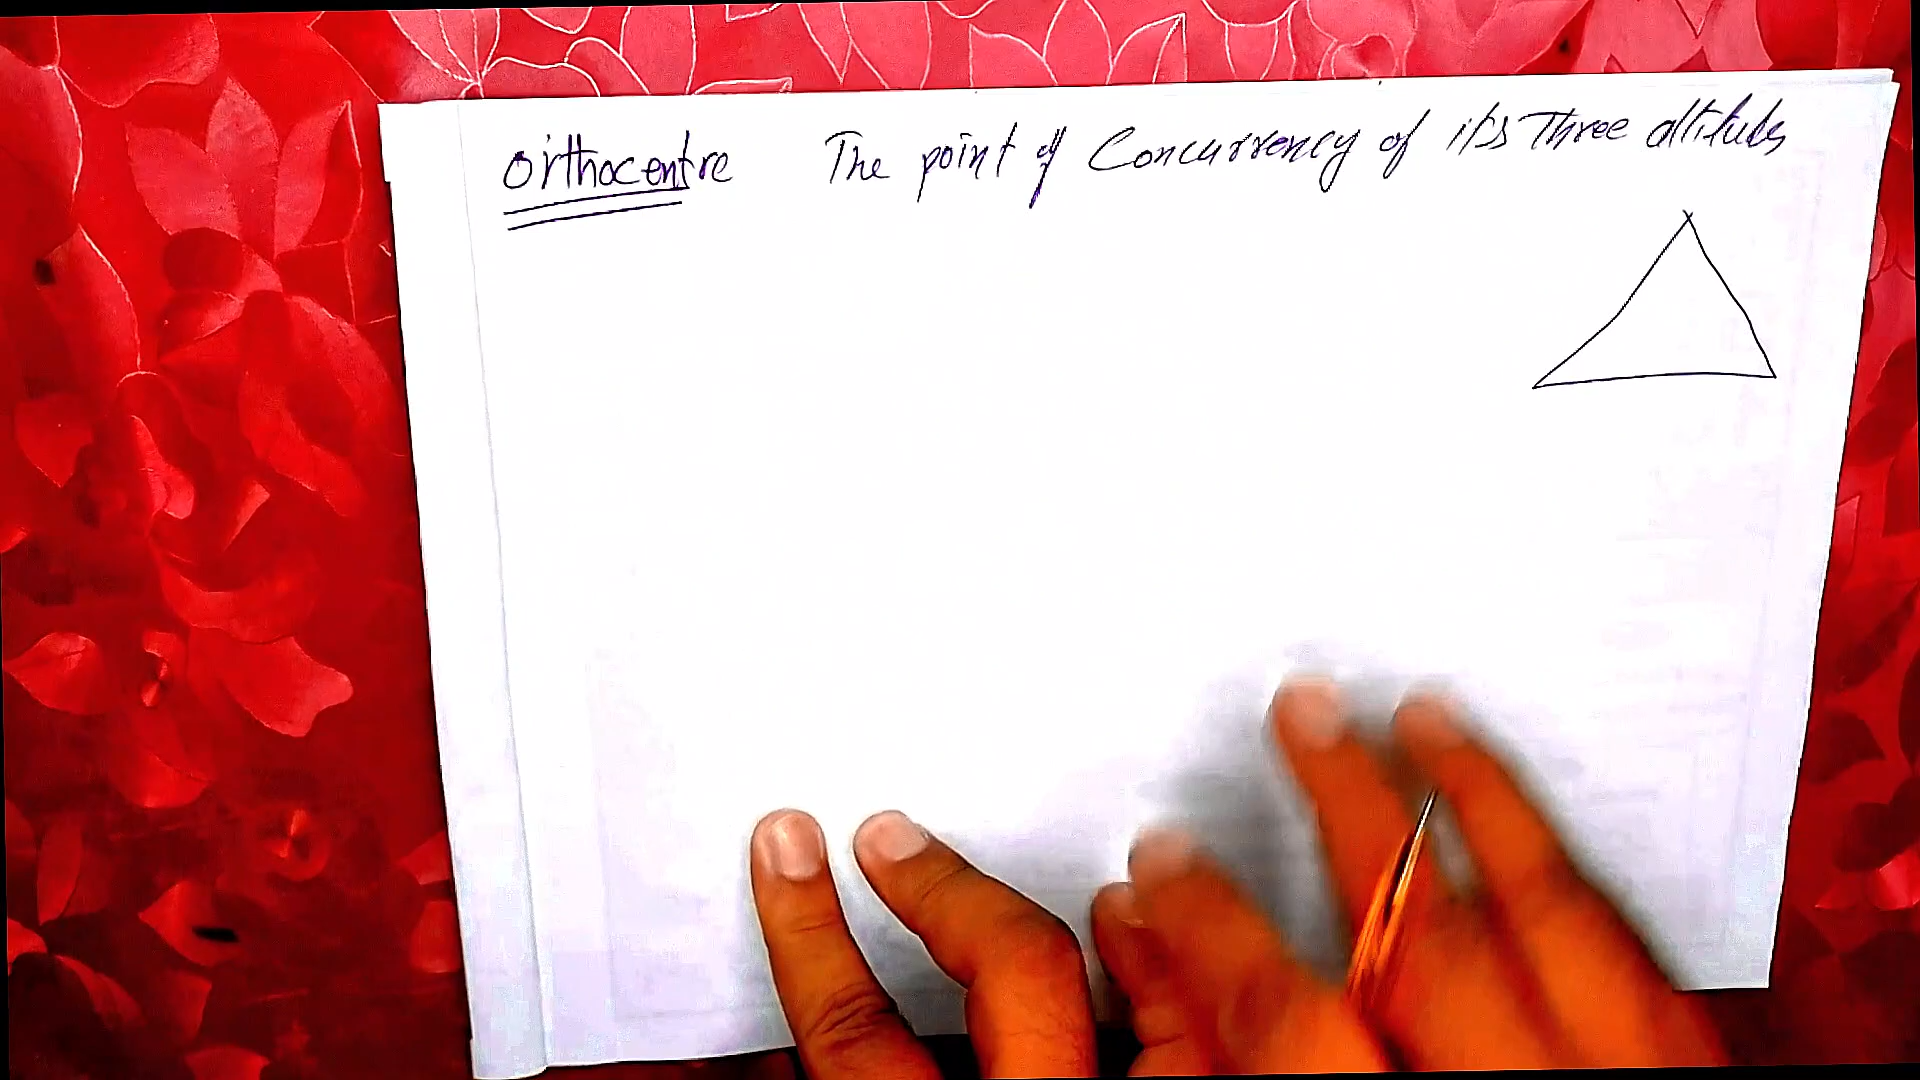 Orthocentre The point of Concurrency of its Three altitudes